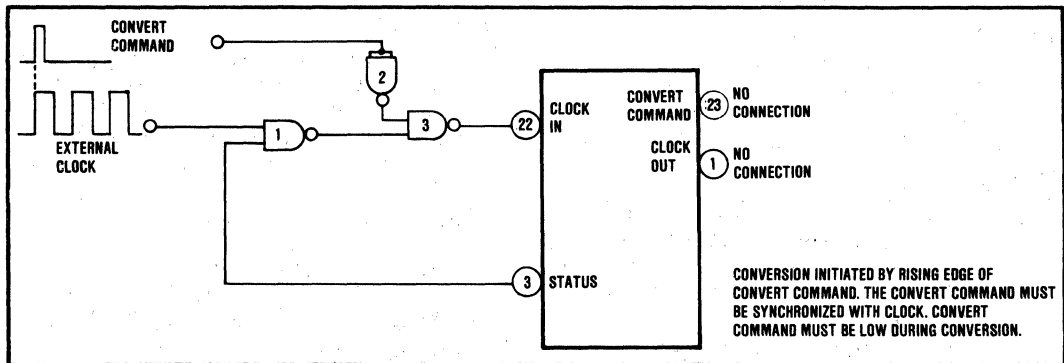 CONVERT
COMMAND
2
EXTERNAL
CLOCK
1
3
22
CLOCK
IN
CONVERT
COMMAND
23
NO
CONNECTION
CLOCK
OUT
1
NO
CONNECTION
3
STATUS
CONVERSION INITIATED BY RISING EDGE OF
CONVERT COMMAND. THE CONVERT COMMAND MUST
BE SYNCHRONIZED WITH CLOCK. CONVERT
COMMAND MUST BE LOW DURING CONVERSION.